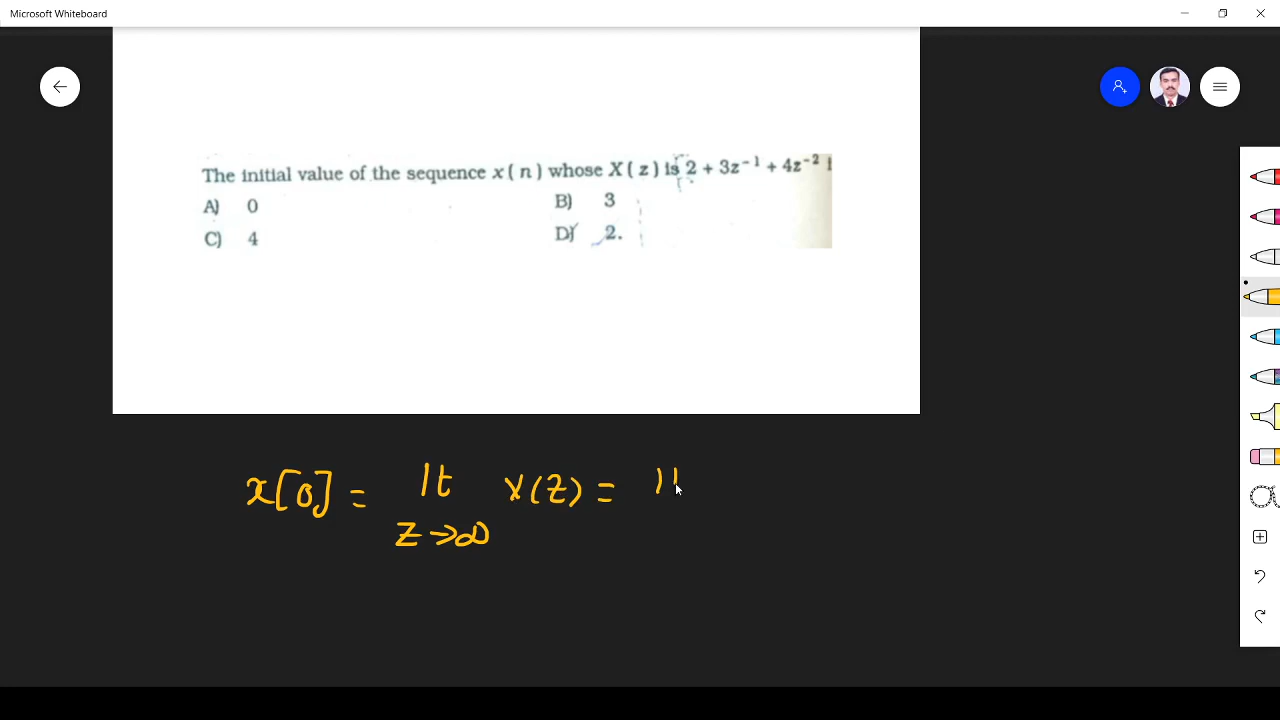 Microsoft Whiteboard
The initial value of the sequence x ( n ) whose X ( z ) is 2 + 3z⁻¹ + 4z⁻²
A) 0 B) 3
C) 4 D) 2.
x[0] = lt x(z) =
z→∞